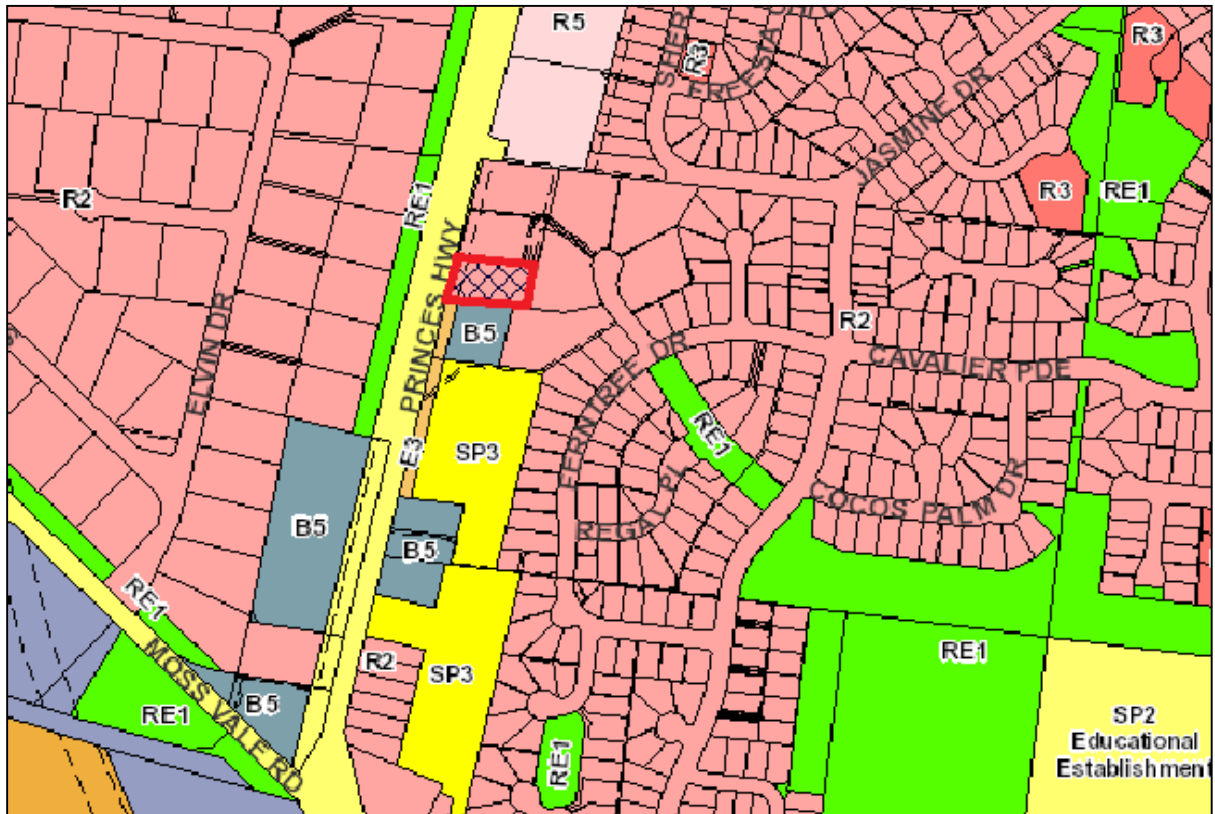 R5
R3
SHER
FREESIA
R3
JASMINE DR
R3
RE1
R2
RE1
PRINCES HWY
ELVIN DR
B5
R2
FERNTREE DR
CAVALIER PDE
RE1
E3
SP3
REGAL PL
COCOS PALM DR
B5
B5
RE1
MOSS VALE RD
R2
SP3
RE1
RE1
B5
RE1
SP2
Educational
Establishment